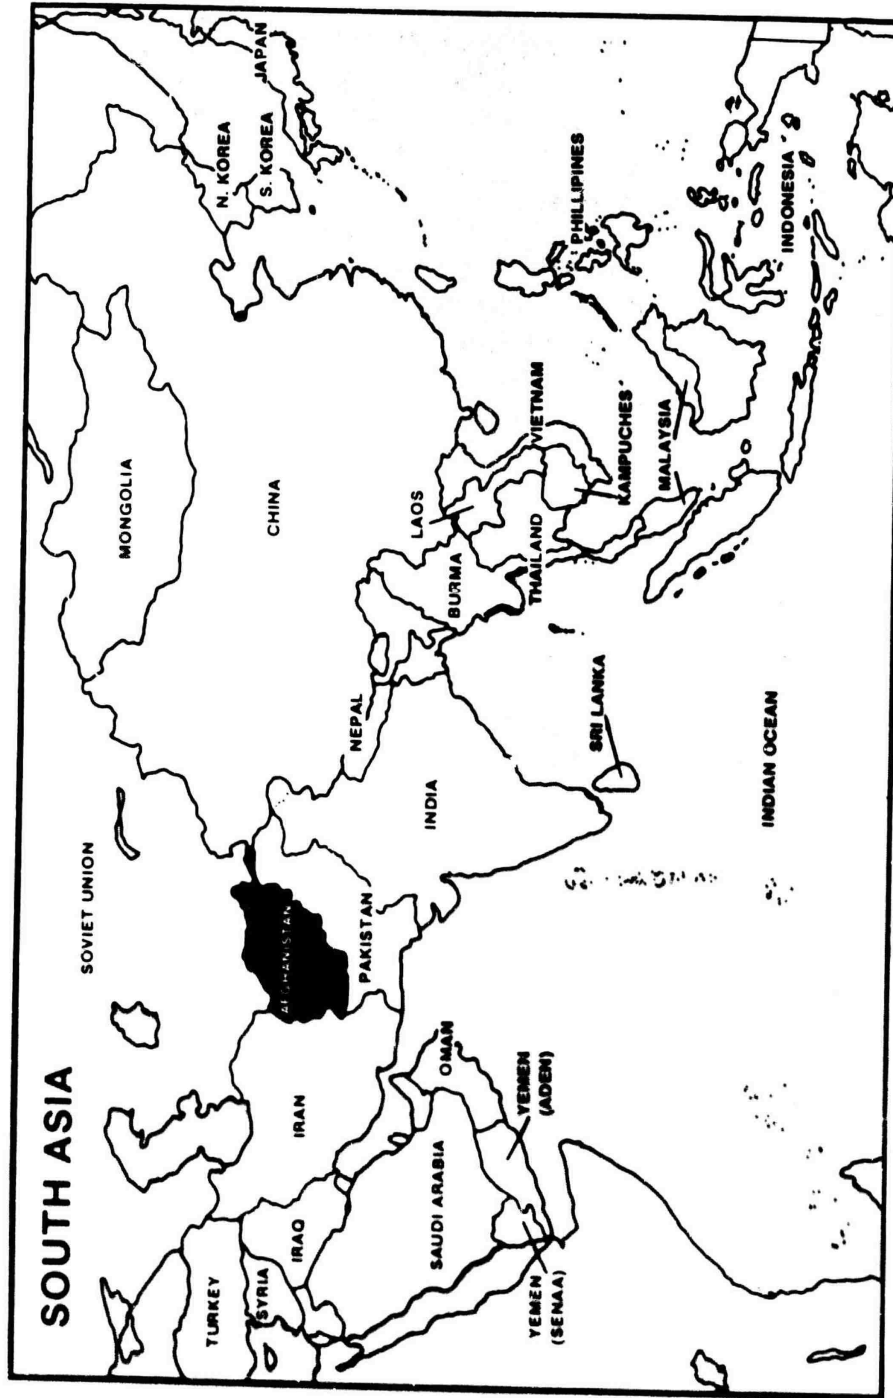 SOUTH ASIA
SOVIET UNION
MONGOLIA
N. KOREA
S. KOREA
JAPAN
TURKEY
SYRIA
IRAQ
IRAN
AFGHANISTAN
PAKISTAN
NEPAL
CHINA
INDIA
BURMA
LAOS
THAILAND
VIETNAM
KAMPUCHES'
PHILLIPINES
SAUDI ARABIA
OMAN
YEMEN
(ADEN)
YEMEN
(SENAA)
SRI LANKA
MALAYSIA
INDONESIA
INDIAN OCEAN